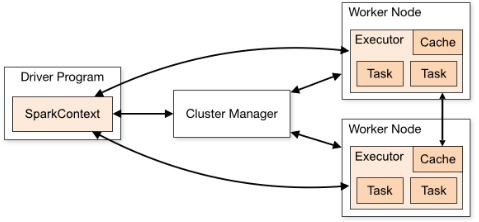 Driver Program
SparkContext
Cluster Manager
Worker Node
Executor
Cache
Task Task
Worker Node
Executor
Cache
Task Task